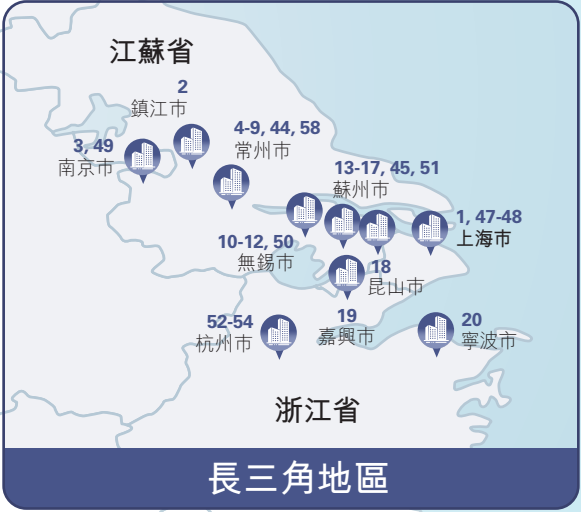 江蘇省
2
鎮江市
4-9, 44, 58
常州市
3, 49
南京市
13-17, 45, 51
蘇州市
1, 47-48
上海市
10-12, 50
無錫市
18
昆山市
19
嘉興市
52-54
杭州市
20
寧波市
浙江省
長三角地區